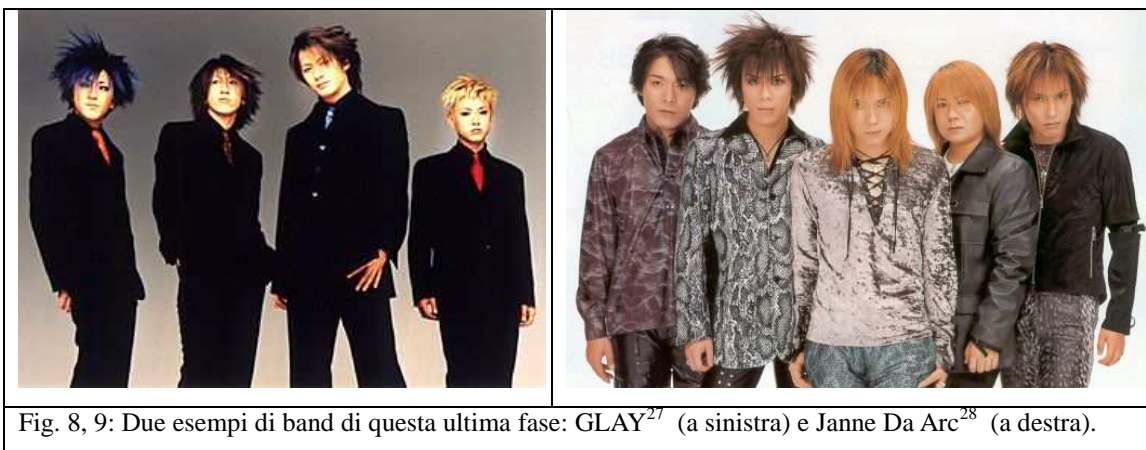 Fig. 8, 9: Due esempi di band di questa ultima fase: GLAY27 (a sinistra) e Janne Da Arc28 (a destra).